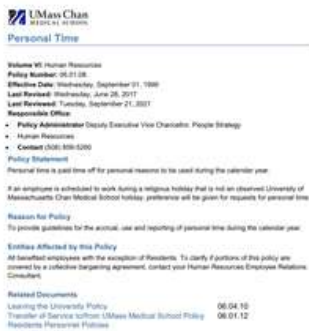 UMass Chan
MEDICAL SCHOOL
Personal Time
Volume VI: Human Resources
Policy Number: 06.01.08
Effective Date: Wednesday, September 01, 1999
Last Revised: Wednesday, June 28, 2017
Last Reviewed: Tuesday, September 21, 2021
Responsible Office:
• Policy Administrator Deputy Executive Vice Chancellor, People Strategy
• Human Resources
• Contact (508)
Policy Statement
Personal time is paid time off for personal reasons to be used during the calendar year.
If an employee is scheduled to work during a religious holiday that is not an observed University of
Massachusetts Chan Medical School holiday, preference will be given for requests for personal time.
Reason for Policy
To provide guidelines for the accrual, use and reporting of personal time during the calendar year.
Entities Affected by this Policy
All benefited employees with the exception of Residents. To clarify if portions of this policy are
covered by a collective bargaining agreement, contact your Human Resources Employee Relations
Consultant.
Related Documents
Leaving the University Policy 06.04.10
Transfer of Service to/from UMass Medical School Policy 06.01.12
Residents Personnel Policies